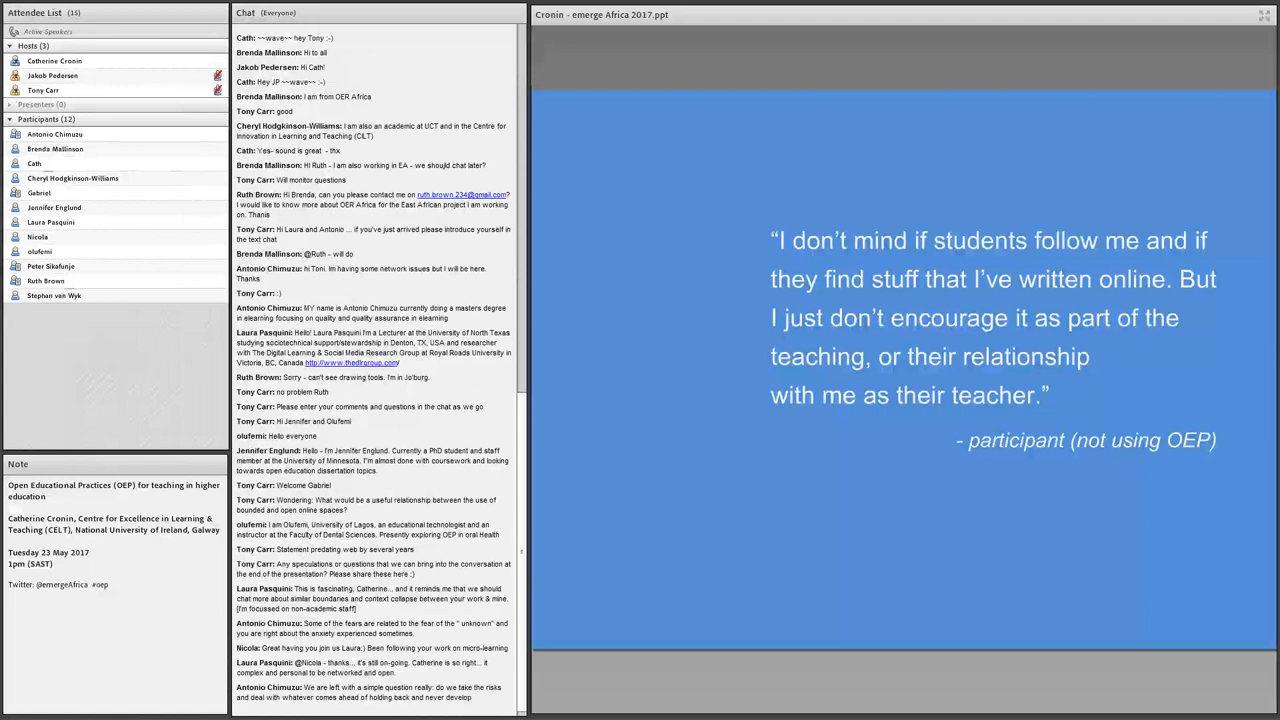 Attendee List (15)
Active Speakers
Hosts (3)
Catherine Cronin
Jakob Pedersen
Tony Carr
Presenters (0)
Participants (12)
Antonio Chimuzu
Brenda Mallinson
Cath
Cheryl Hodgkinson-Williams
Gabriel
Jennifer Englund
Laura Pasquini
Nicola
olufemi
Peter Sikafunje
Ruth Brown
Stephan van Wyk
Note
Open Educational Practices (OEP) for teaching in higher
education
Catherine Cronin, Centre for Excellence in Learning &
Teaching (CELT), National University of Ireland, Galway
Tuesday 23 May 2017
1pm (SAST)
Twitter: @emergeAfrica #oep
Chat (Everyone)
Cath: ~~wave~~ hey Tony :-)
Brenda Mallinson: Hi to all
Jakob Pedersen: Hi Cath!
Cath: Hey JP ~~wave~~ :-)
Brenda Mallinson: I am from OER Africa
Tony Carr: good
Cheryl Hodgkinson-Williams: I am also an academic at UCT and in the Centre for
Innovation in Learning and Teaching (CILT)
Cath: Yes- sound is great - thx
Brenda Mallinson: HI Ruth - I am also working in EA - we shoujld chat later?
Tony Carr: Will monitor questions
Ruth Brown: Hi Brenda, can you please contact me on ruth.brown.234@gmail.com?
I would like to know more about OER Africa for the East African project I am working
on. Thanis
Tony Carr: Hi Laura and Antonio ... if you've just arrived please introduce yourself in
the text chat
Brenda Mallinson: @Ruth - will do
Antonio Chimuzu: hi Toni. Im having some network issues but I will be here.
Thanks
Tony Carr: :)
Antonio Chimuzu: MY name is Antonio Chimuzu currently doing a masters degree
in elearning focusing on quality and quality assurance in elearning
Laura Pasquini: Hello! Laura Pasquini I'm a Lecturer at the University of North Texas
studying sociotechnical support/stewardship in Denton, TX, USA and researcher
with The Digital Learning & Social Media Research Group at Royal Roads University in
Victoria, BC, Canada http://www.thedlrgroup.com/
Ruth Brown: Sorry - can't see drawing tools. I'm in Jo'burg.
Tony Carr: no problem Ruth
Tony Carr: Please enter your comments and questions in the chat as we go
Tony Carr: Hi Jennifer and Olufemi
olufemi: Hello everyone
Jennifer Englund: Hello - I'm Jennifer Englund. Currently a PhD student and staff
member at the University of Minnesota. I"m almost done with coursework and looking
towards open education dissertation topics.
Tony Carr: Welcome Gabriel
Tony Carr: Wondering: What would be a useful relationship between the use of
bounded and open online spaces?
olufemi: I am Olufemi, University of Lagos, an educational technologist and an
instructor at the Faculty of Dental Sciences. Presently exploring OEP in oral Health
Tony Carr: Statement predating web by several years
Tony Carr: Any speculations or questions that we can bring into the conversation at
the end of the presentation? Please share these here :)
Laura Pasquini: This is fascinating, Catherine... and it reminds me that we should
chat more about similar boundaries and context collapse between your work & mine.
[I'm focussed on non-academic staff]
Antonio Chimuzu: Some of the fears are related to the fear of the " unknown" and
you are right about the anxiety experienced sometimes.
Nicola: Great having you join us Laura:) Been following your work on micro-learning
Laura Pasquini: @Nicola - thanks... it's still on-going. Catherine is so right... it
complex and personal to be networked and open.
Antonio Chimuzu: We are left with a simple question really: do we take the risks
and deal with whatever comes ahead of holding back and never develop
Cronin - emerge Africa 2017.ppt
“I don’t mind if students follow me and if
they find stuff that I’ve written online. But
I just don’t encourage it as part of the
teaching, or their relationship
with me as their teacher.”
- participant (not using OEP)